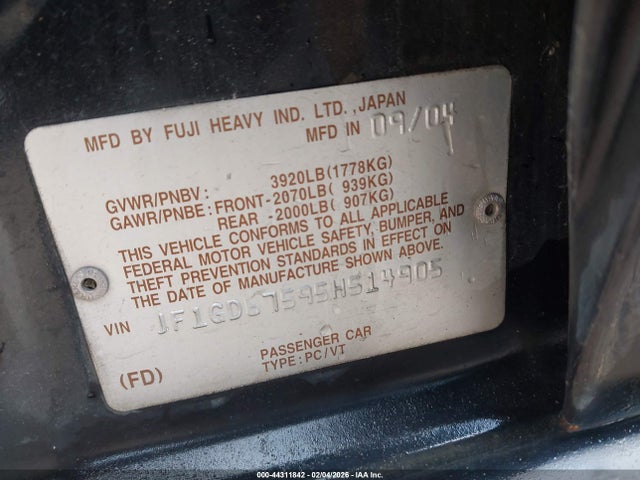 MFD BY FUJI HEAVY IND. LTD., JAPAN
MFD IN 09/04
GVWR/PNBV : 3920LB(1778KG)
GAWR/PNBE : FRONT-2070LB( 939KG)
REAR -2000LB( 907KG)
THIS VEHICLE CONFORMS TO ALL APPLICABLE
FEDERAL MOTOR VEHICLE SAFETY, BUMPER, AND
THEFT PREVENTION STANDARDS IN EFFECT ON
THE DATE OF MANUFACTURE SHOWN ABOVE.
VIN JF1GD67595H514905
PASSENGER CAR
(FD) TYPE : PC/VT
000-44311842 - 02/04/2026 - IAA Inc.